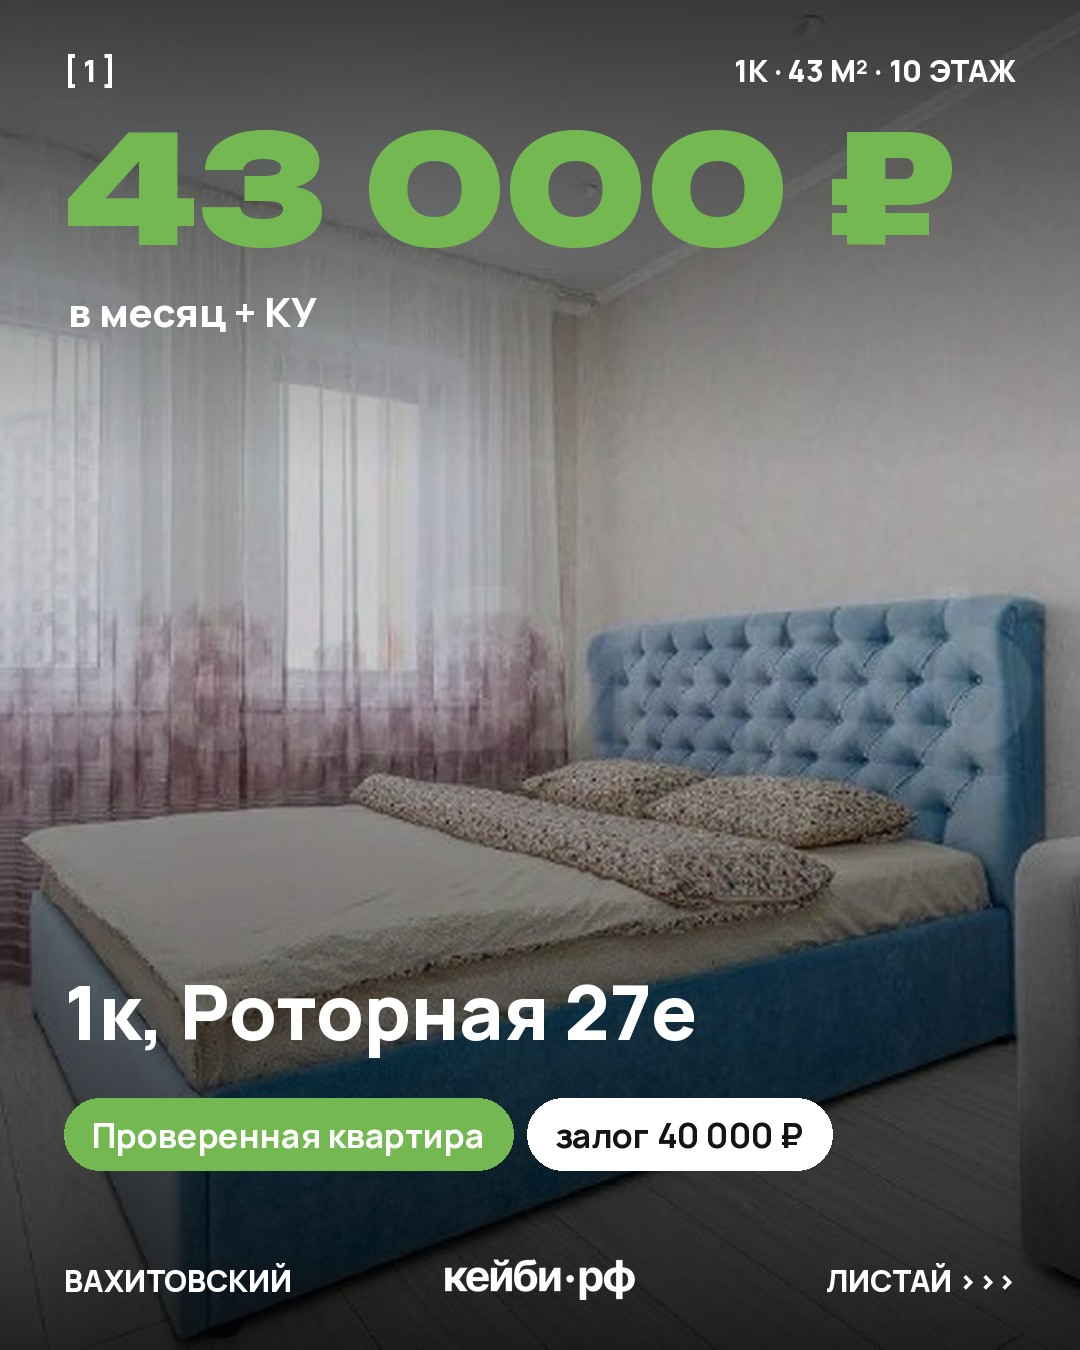 [ 1 ]
1К · 43 М² · 10 ЭТАЖ
43 000 ₽
в месяц + КУ
1к, Роторная 27е
Проверенная квартира
залог 40 000 ₽
ВАХИТОВСКИЙ
кейби·рф
ЛИСТАЙ >>>